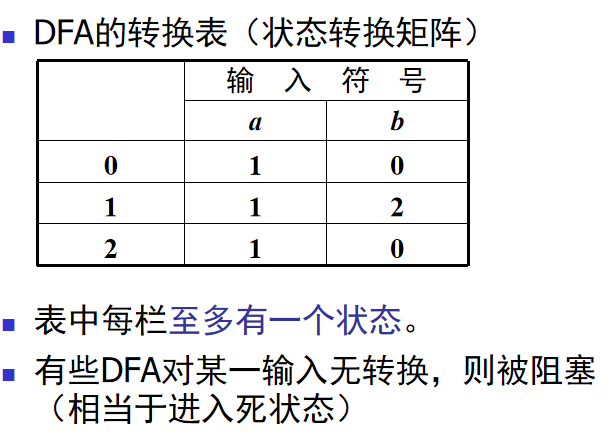 DFA的转换表（状态转换矩阵）
输 入 符 号
a b
0 1 0
1 1 2
2 1 0
表中每栏至多有一个状态。
有些DFA对某一输入无转换，则被阻塞
（相当于进入死状态）